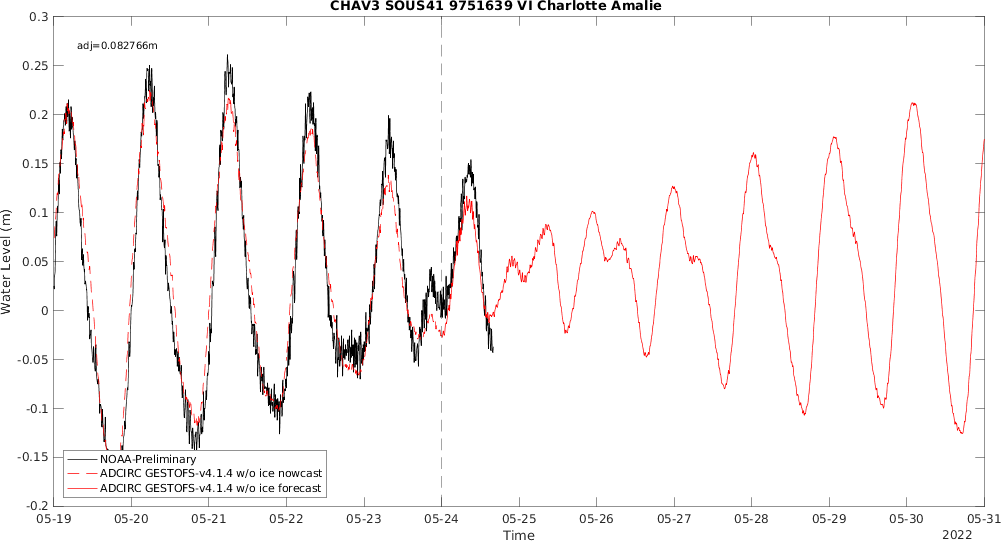 CHAV3 SOUS41 9751639 VI Charlotte Amalie
adj=0.082766m
0.3
0.25
0.2
0.15
0.1
0.05
0
-0.05
-0.1
-0.15
-0.2
Water Level (m)
NOAA-Preliminary
ADCIRC GESTOFS-v4.1.4 w/o ice nowcast
ADCIRC GESTOFS-v4.1.4 w/o ice forecast
05-19 05-20 05-21 05-22 05-23 05-24 05-25 05-26 05-27 05-28 05-29 05-30 05-31
Time
2022